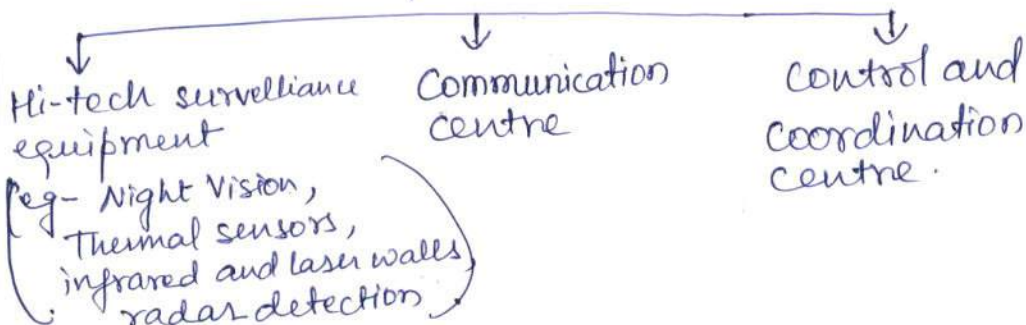 Hi-tech survelliance
equipment
(eg- Night Vision,
Thermal sensors,
infrared and laser walls,
radar detection)
Communication
centre
Control and
coordination
centre.